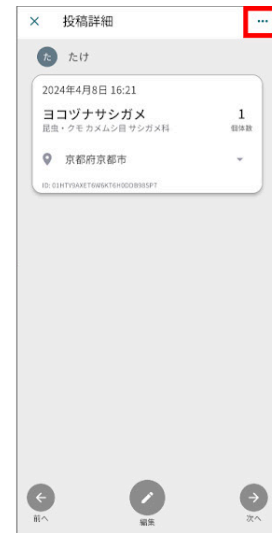 × 投稿詳細 …
た たけ
2024年4月8日 16:21
ヨコヅナサシガメ 1
昆虫・クモ カメムシ目 サシガメ科 個体数
京都府京都市
前へ 編集 次へ